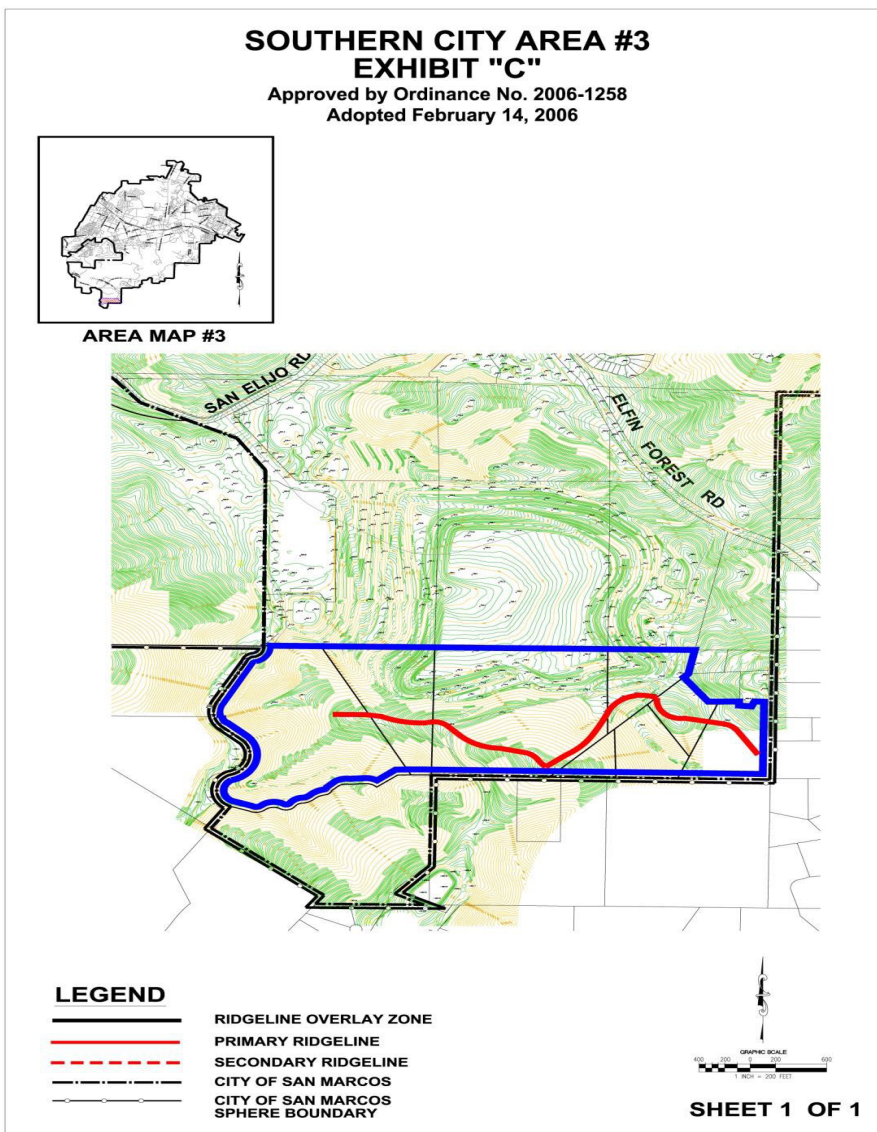 SOUTHERN CITY AREA #3
EXHIBIT "C"
Approved by Ordinance No. 2006-1258
Adopted February 14, 2006
AREA MAP #3
SAN ELIJO RD
ELFIN FOREST RD
LEGEND
RIDGELINE OVERLAY ZONE
PRIMARY RIDGELINE
SECONDARY RIDGELINE
CITY OF SAN MARCOS
CITY OF SAN MARCOS
SPHERE BOUNDARY
GRAPHIC SCALE
400 200 0 200 600
1 INCH = 200 FEET
SHEET 1 OF 1